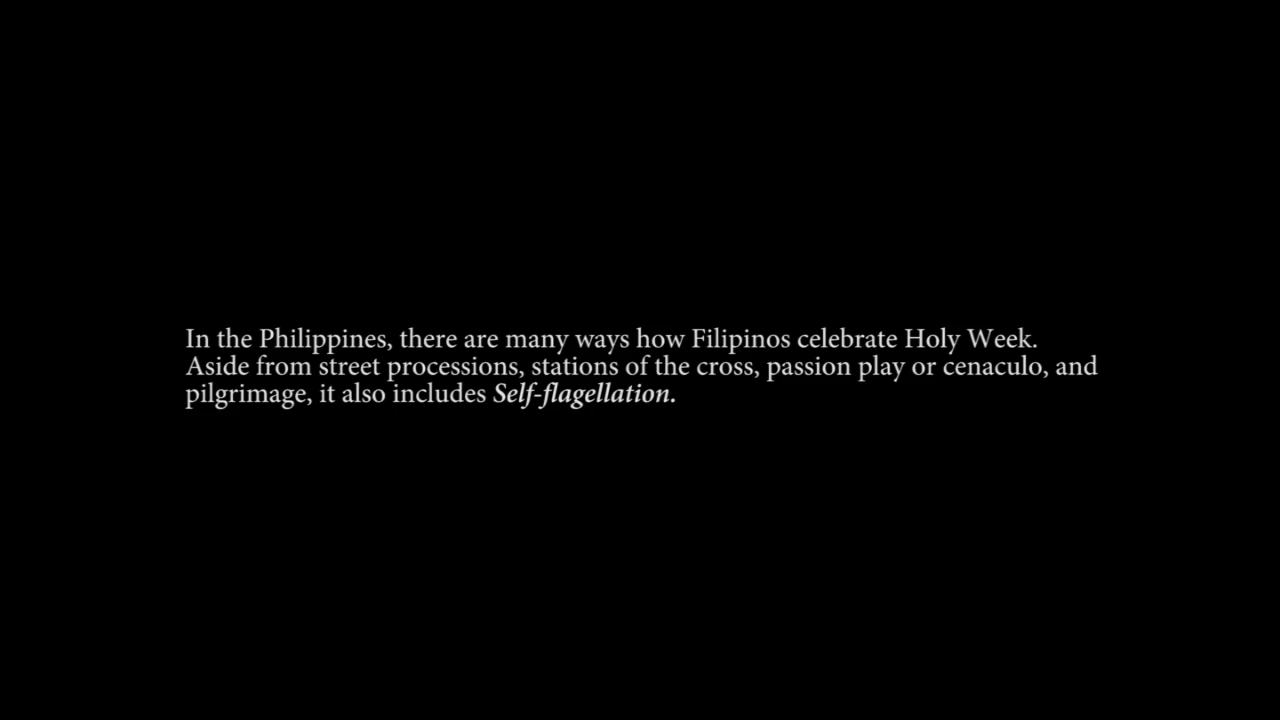 In the Philippines, there are many ways how Filipinos celebrate Holy Week.
Aside from street processions, stations of the cross, passion play or cenaculo, and
pilgrimage, it also includes Self-flagellation.